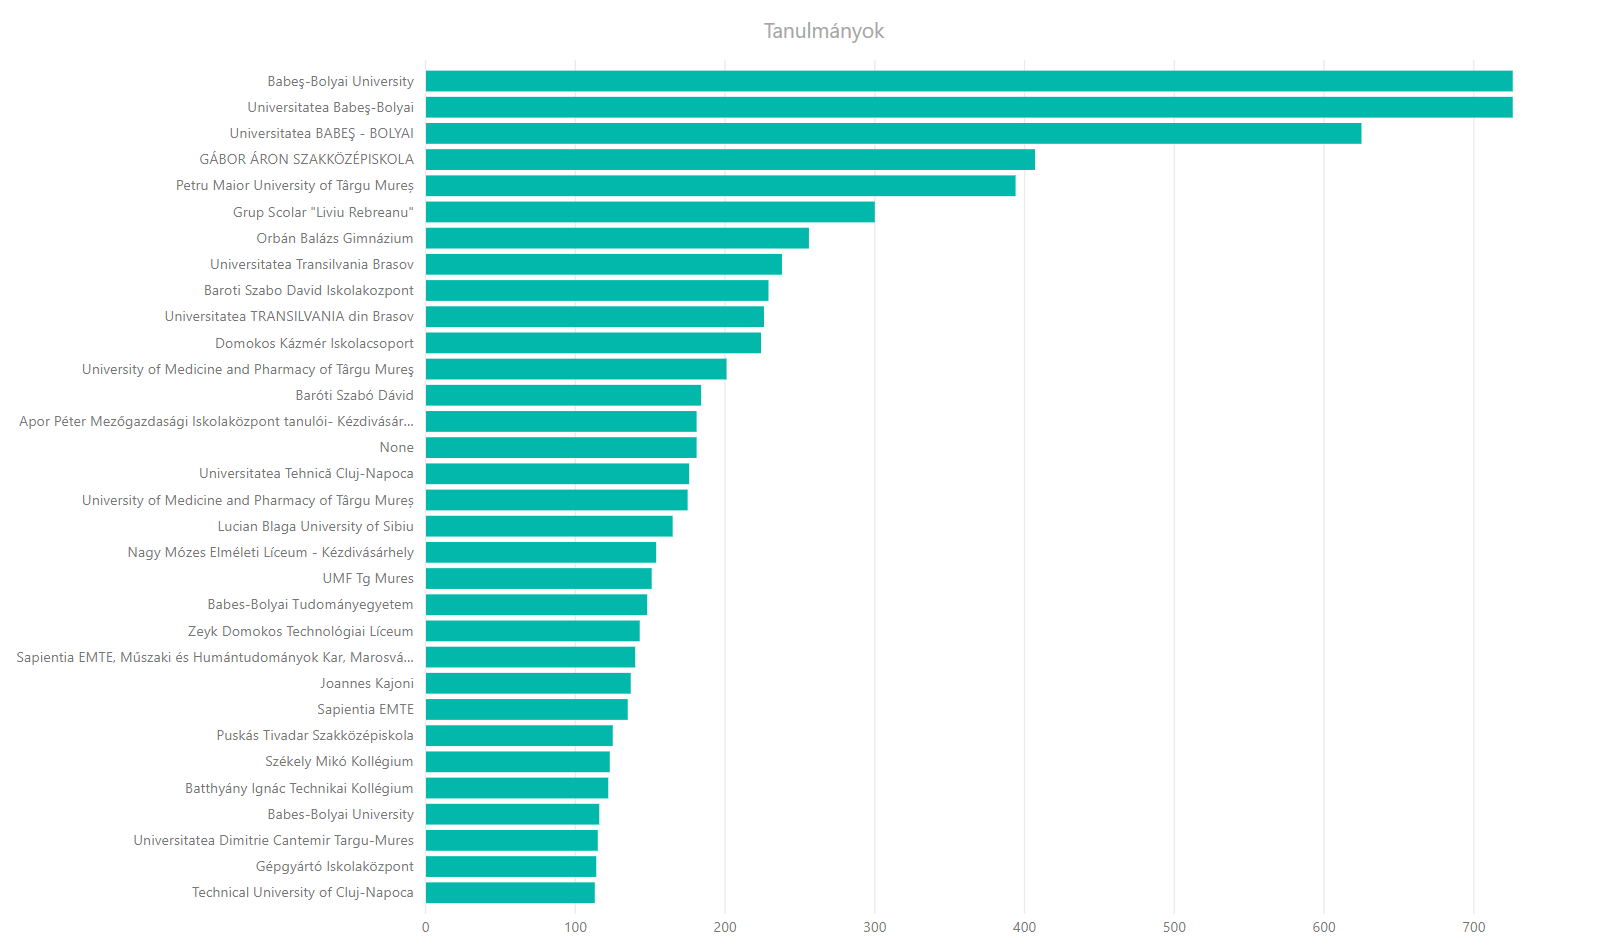 Tanulmányok
Babeş-Bolyai University
Universitatea Babeş-Bolyai
Universitatea BABEŞ - BOLYAI
GÁBOR ÁRON SZAKKÖZÉPISKOLA
Petru Maior University of Târgu Mureș
Grup Scolar "Liviu Rebreanu"
Orbán Balázs Gimnázium
Universitatea Transilvania Brasov
Baroti Szabo David Iskolakozpont
Universitatea TRANSILVANIA din Brasov
Domokos Kázmér Iskolacsoport
University of Medicine and Pharmacy of Târgu Mureş
Baróti Szabó Dávid
Apor Péter Mezőgazdasági Iskolaközpont tanulói- Kézdivásár...
None
Universitatea Tehnică Cluj-Napoca
University of Medicine and Pharmacy of Târgu Mureș
Lucian Blaga University of Sibiu
Nagy Mózes Elméleti Líceum - Kézdivásárhely
UMF Tg Mures
Babes-Bolyai Tudományegyetem
Zeyk Domokos Technológiai Líceum
Sapientia EMTE, Műszaki és Humántudományok Kar, Marosvá...
Joannes Kajoni
Sapientia EMTE
Puskás Tivadar Szakközépiskola
Székely Mikó Kollégium
Batthyány Ignác Technikai Kollégium
Babes-Bolyai University
Universitatea Dimitrie Cantemir Targu-Mures
Gépgyártó Iskolaközpont
Technical University of Cluj-Napoca
0 100 200 300 400 500 600 700